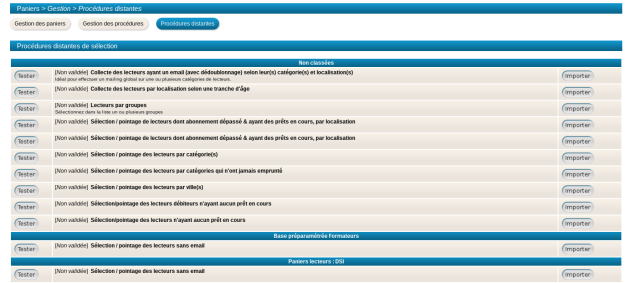 Paniers > Gestion > Procédures distantes
Gestion des paniers Gestion des procédures Procédures distantes
Procédures distantes de sélection
Non classées
Tester [Non validée] Collecte des lecteurs ayant un email (avec dédoublonnage) selon leur(s) catégorie(s) et localisation(s) Importer
Idéal pour effectuer un mailing global sur une ou plusieurs catégories de lecteurs.
Tester [Non validée] Collecte des lecteurs par localisation selon une tranche d'âge Importer
Tester [Non validée] Lecteurs par groupes Importer
Sélectionnez dans la liste un ou plusieurs groupes
Tester [Non validée] Sélection / pointage de lecteurs dont abonnement dépassé & ayant des prêts en cours, par localisation Importer
Tester [Non validée] Sélection / pointage de lecteurs dont abonnement dépassé & ayant des prêts en cours, par localisation Importer
Tester [Non validée] Sélection / pointage des lecteurs par catégorie(s) Importer
Tester [Non validée] Sélection / pointage des lecteurs par catégories qui n'ont jamais emprunté Importer
Tester [Non validée] Sélection / pointage des lecteurs par ville(s) Importer
Tester [Non validée] Sélection/pointage des lecteurs débiteurs n'ayant aucun prêt en cours Importer
Tester [Non validée] Sélection/pointage des lecteurs n'ayant aucun prêt en cours Importer
Base préparamétrée Formateurs
Tester [Non validée] Sélection / pointage des lecteurs sans email Importer
Paniers lecteurs : DSI
Tester [Non validée] Sélection / pointage des lecteurs sans email Importer